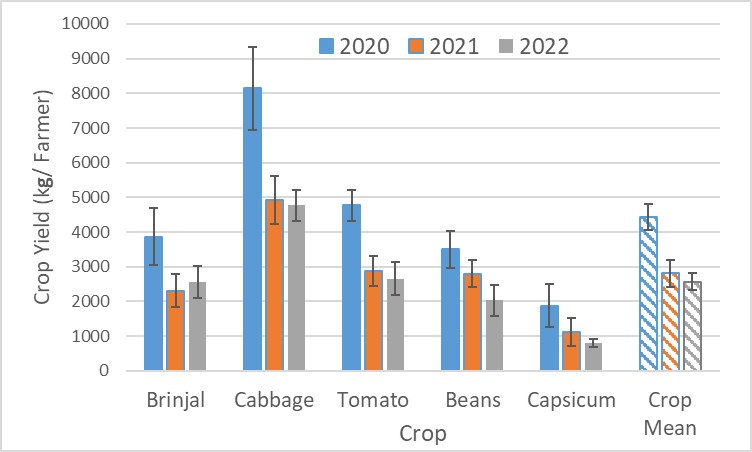 10000
9000
8000
7000
6000
5000
4000
3000
2000
1000
0
Crop Yield (kg/ Farmer)
2020 2021 2022
Brinjal Cabbage Tomato Beans Capsicum Crop Mean
Crop